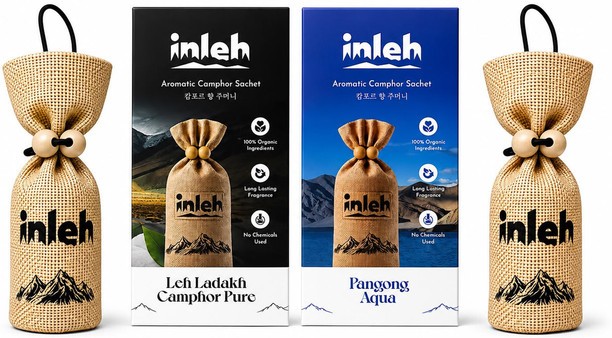 inleh
inleh
Aromatic Camphor Sachet
캄포르 향 주머니
100% Organic
Ingredients
Long Lasting
Fragrance
No Chemicals
Used
inleh
Leh Ladakh
Camphor Pure
inleh
Aromatic Camphor Sachet
캄포르 향 주머니
100% Organic
Ingredients
Long Lasting
Fragrance
No Chemicals
Used
inleh
Pangong
Aqua
inleh